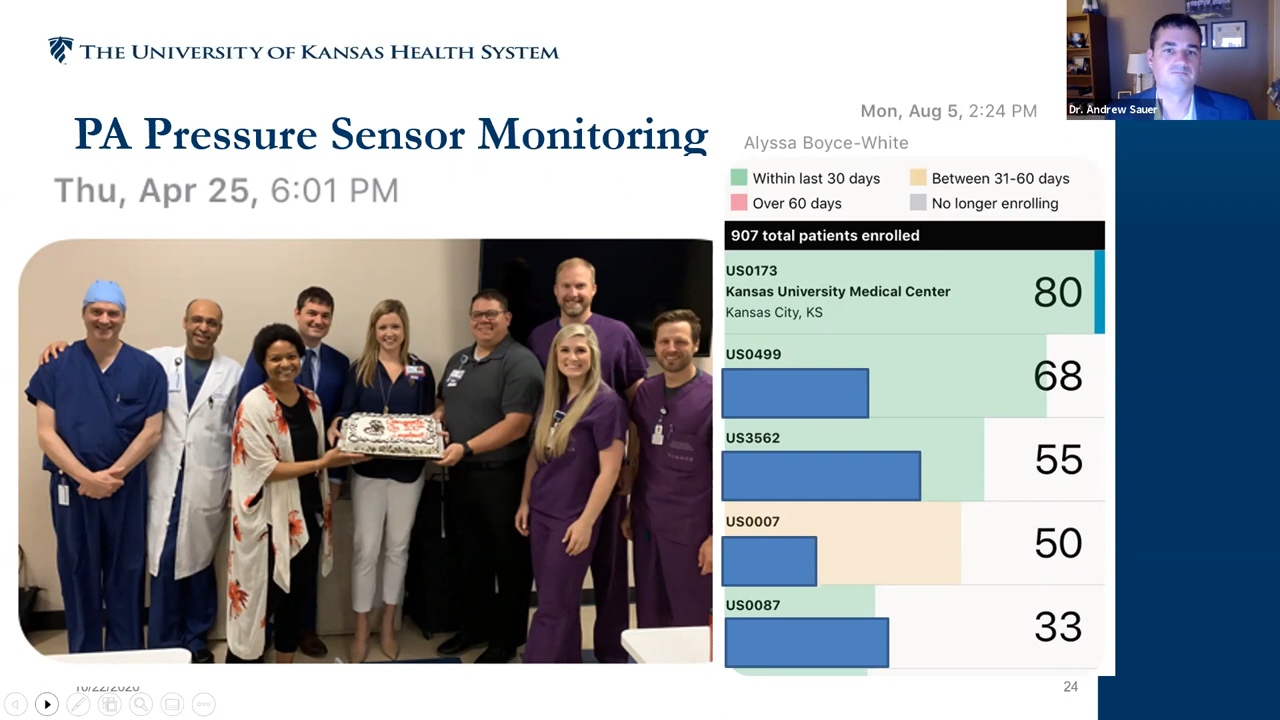 THE UNIVERSITY OF KANSAS HEALTH SYSTEM
Dr. Andrew Sauer
PA Pressure Sensor Monitoring
Thu, Apr 25, 6:01 PM
Mon, Aug 5, 2:24 PM
Alyssa Boyce-White
Within last 30 days
Between 31-60 days
Over 60 days
No longer enrolling
907 total patients enrolled
US0173
Kansas University Medical Center
Kansas City, KS
80
US0499
68
US3562
55
US0007
50
US0087
33
10/22/2020
24